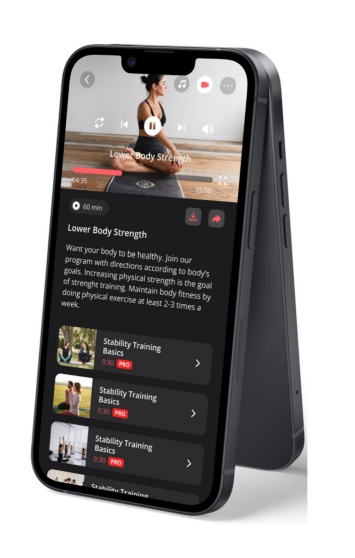 Lower Body Strength
04:35
15:00
60 min
Lower Body Strength
Want your body to be healthy. Join our
program with directions according to body's
goals. Increasing physical strength is the goal
of strenght training. Maintain body fitness by
doing physical exercise at least 2-3 times a
week.
Stability Training
Basics
0:30 PRO
Stability Training
Basics
0:30 PRO
Stability Training
Basics
0:30 PRO
Stability Training